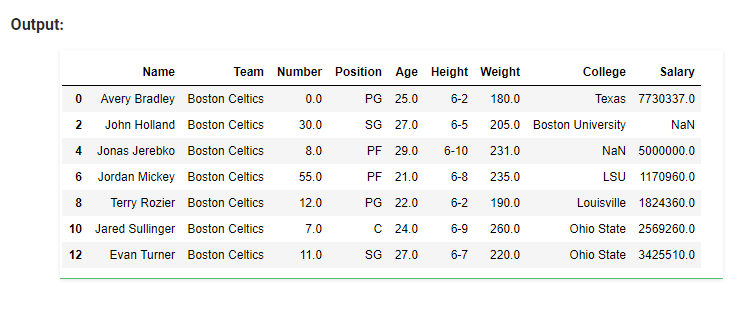 Output:
Name Team Number Position Age Height Weight College Salary
0 Avery Bradley Boston Celtics 0.0 PG 25.0 6-2 180.0 Texas 7730337.0
2 John Holland Boston Celtics 30.0 SG 27.0 6-5 205.0 Boston University NaN
4 Jonas Jerebko Boston Celtics 8.0 PF 29.0 6-10 231.0 NaN 5000000.0
6 Jordan Mickey Boston Celtics 55.0 PF 21.0 6-8 235.0 LSU 1170960.0
8 Terry Rozier Boston Celtics 12.0 PG 22.0 6-2 190.0 Louisville 1824360.0
10 Jared Sullinger Boston Celtics 7.0 C 24.0 6-9 260.0 Ohio State 2569260.0
12 Evan Turner Boston Celtics 11.0 SG 27.0 6-7 220.0 Ohio State 3425510.0